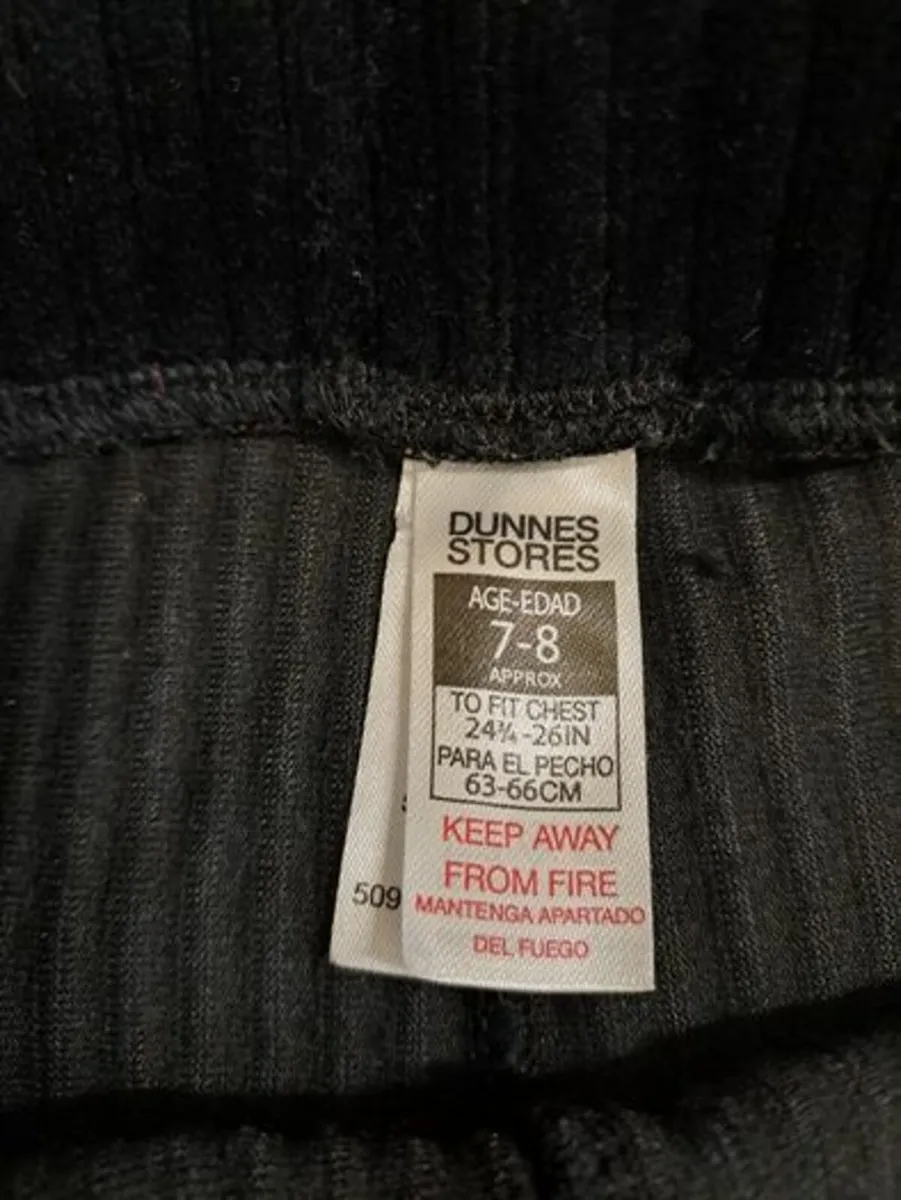 DUNNES
STORES
AGE-EDAD
7-8
APPROX
TO FIT CHEST
24¾-26IN
PARA EL PECHO
63-66CM
KEEP AWAY
FROM FIRE
MANTENGA APARTADO
DEL FUEGO
509